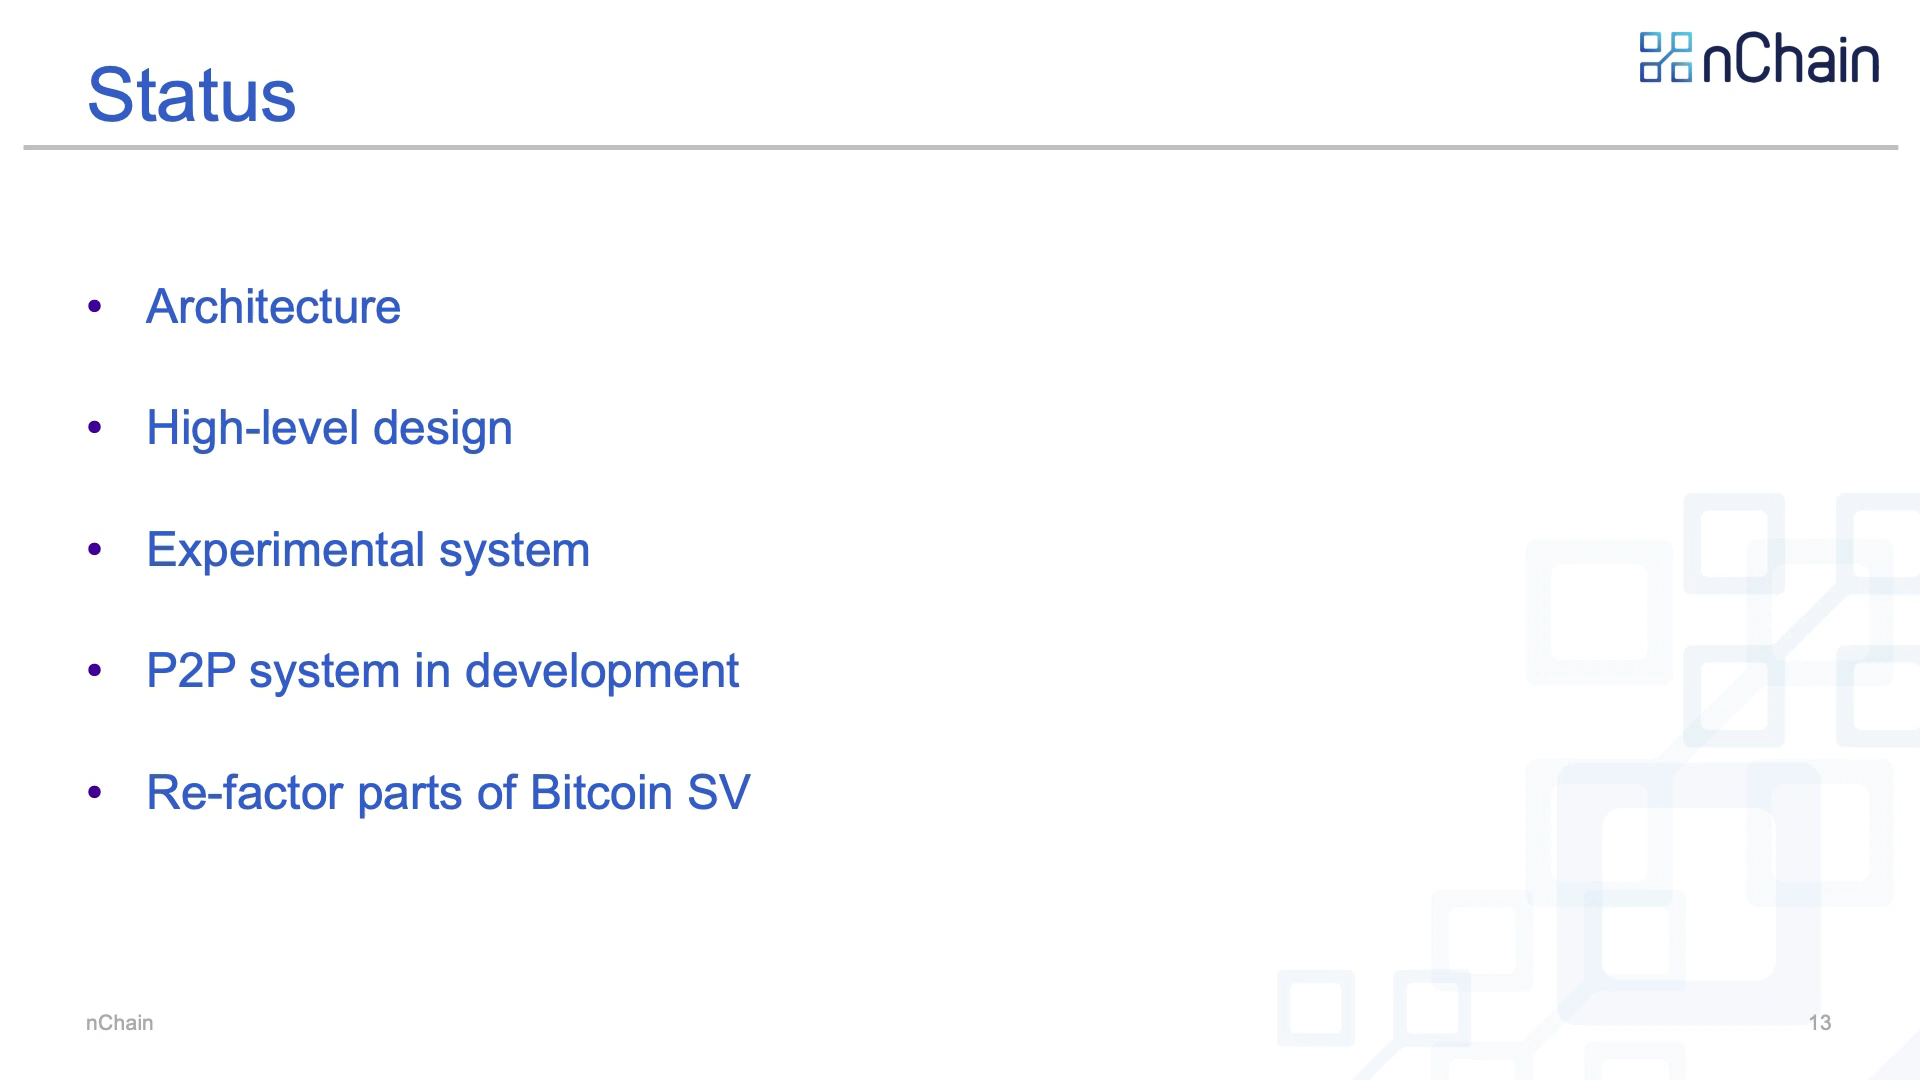 Status
nChain
• Architecture
• High-level design
• Experimental system
• P2P system in development
• Re-factor parts of Bitcoin SV
nChain
13